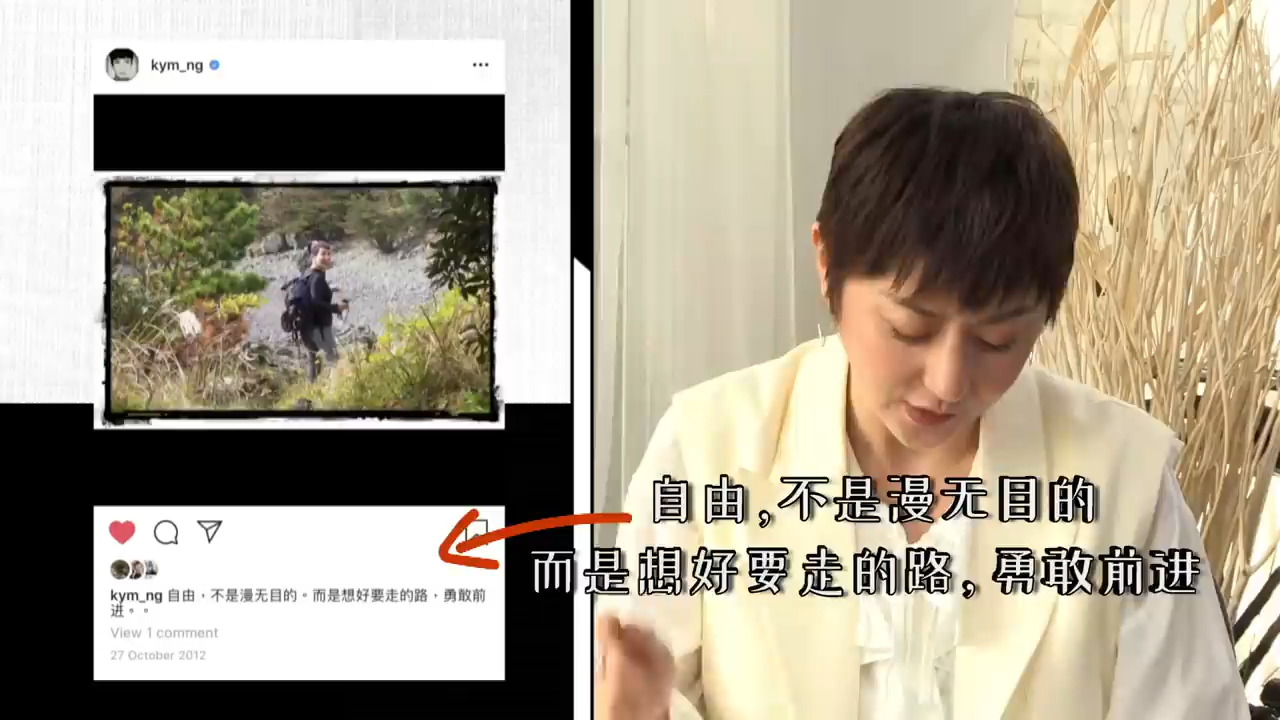 kym_ng
kym_ng 自由，不是漫无目的。而是想好要走的路，勇敢前
进。。
View 1 comment
27 October 2012
自由,不是漫无目的
而是想好要走的路,勇敢前进